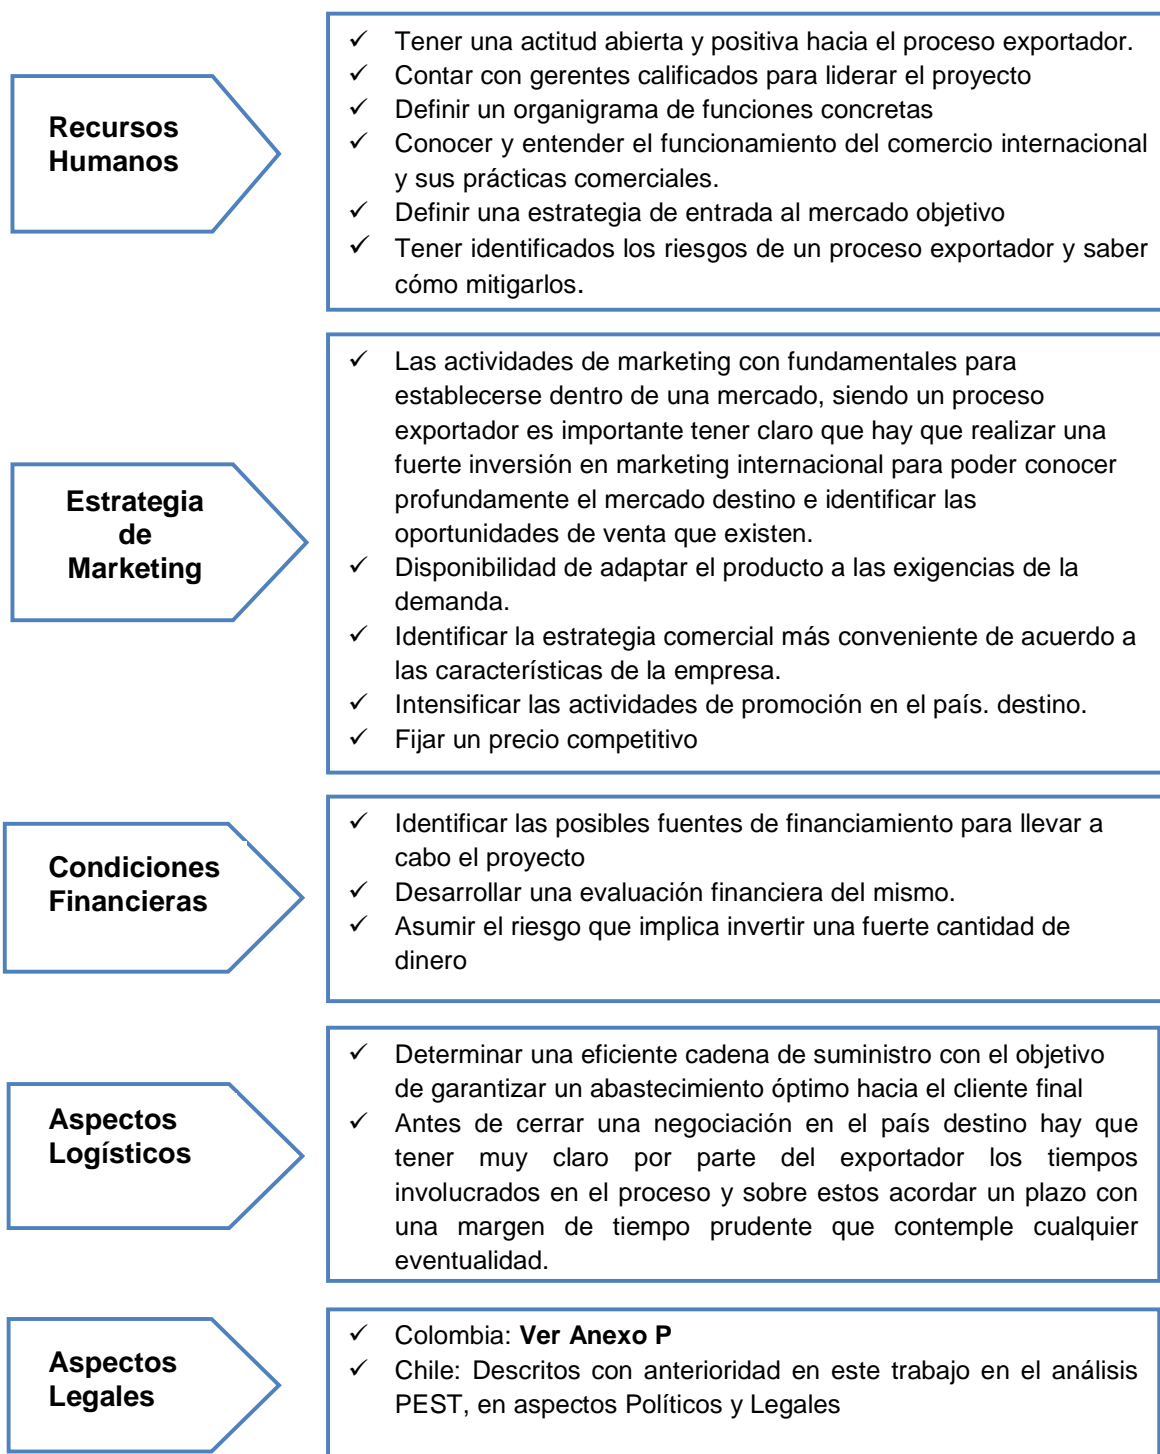 Recursos
Humanos
✓ Tener una actitud abierta y positiva hacia el proceso exportador.
✓ Contar con gerentes calificados para liderar el proyecto
✓ Definir un organigrama de funciones concretas
✓ Conocer y entender el funcionamiento del comercio internacional
y sus prácticas comerciales.
✓ Definir una estrategia de entrada al mercado objetivo
✓ Tener identificados los riesgos de un proceso exportador y saber
cómo mitigarlos.
Estrategia
de
Marketing
✓ Las actividades de marketing con fundamentales para
establecerse dentro de una mercado, siendo un proceso
exportador es importante tener claro que hay que realizar una
fuerte inversión en marketing internacional para poder conocer
profundamente el mercado destino e identificar las
oportunidades de venta que existen.
✓ Disponibilidad de adaptar el producto a las exigencias de la
demanda.
✓ Identificar la estrategia comercial más conveniente de acuerdo a
las características de la empresa.
✓ Intensificar las actividades de promoción en el país. destino.
✓ Fijar un precio competitivo
Condiciones
Financieras
✓ Identificar las posibles fuentes de financiamiento para llevar a
cabo el proyecto
✓ Desarrollar una evaluación financiera del mismo.
✓ Asumir el riesgo que implica invertir una fuerte cantidad de
dinero
Aspectos
Logísticos
✓ Determinar una eficiente cadena de suministro con el objetivo
de garantizar un abastecimiento óptimo hacia el cliente final
✓ Antes de cerrar una negociación en el país destino hay que
tener muy claro por parte del exportador los tiempos
involucrados en el proceso y sobre estos acordar un plazo con
una margen de tiempo prudente que contemple cualquier
eventualidad.
Aspectos
Legales
✓ Colombia: Ver Anexo P
✓ Chile: Descritos con anterioridad en este trabajo en el análisis
PEST, en aspectos Políticos y Legales